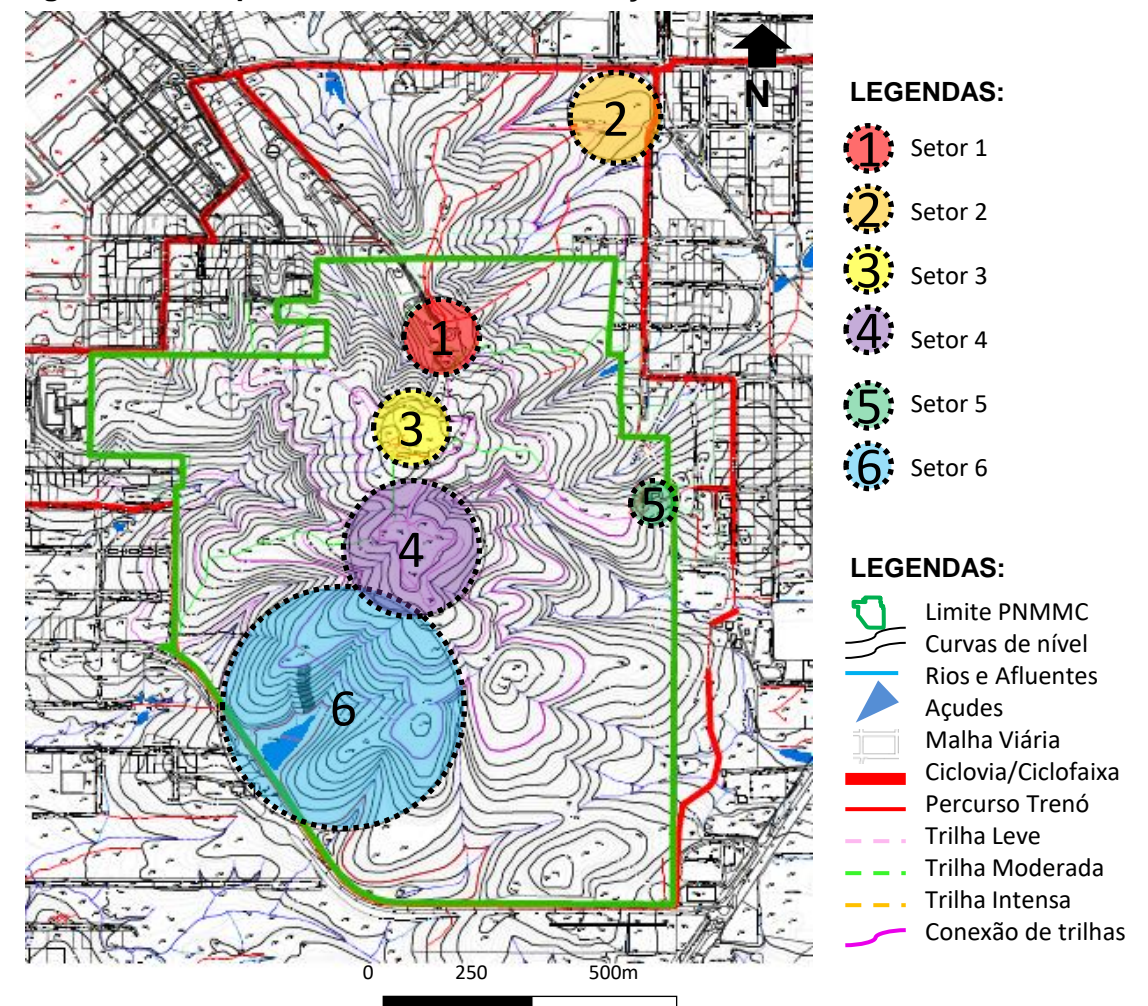 N
1
2
3
4
5
6
0 250 500m
LEGENDAS:
1 Setor 1
2 Setor 2
3 Setor 3
4 Setor 4
5 Setor 5
6 Setor 6
LEGENDAS:
Limite PNMMC
Curvas de nível
Rios e Afluentes
Açudes
Malha Viária
Ciclovia/Ciclofaixa
Percurso Trenó
Trilha Leve
Trilha Moderada
Trilha Intensa
Conexão de trilhas